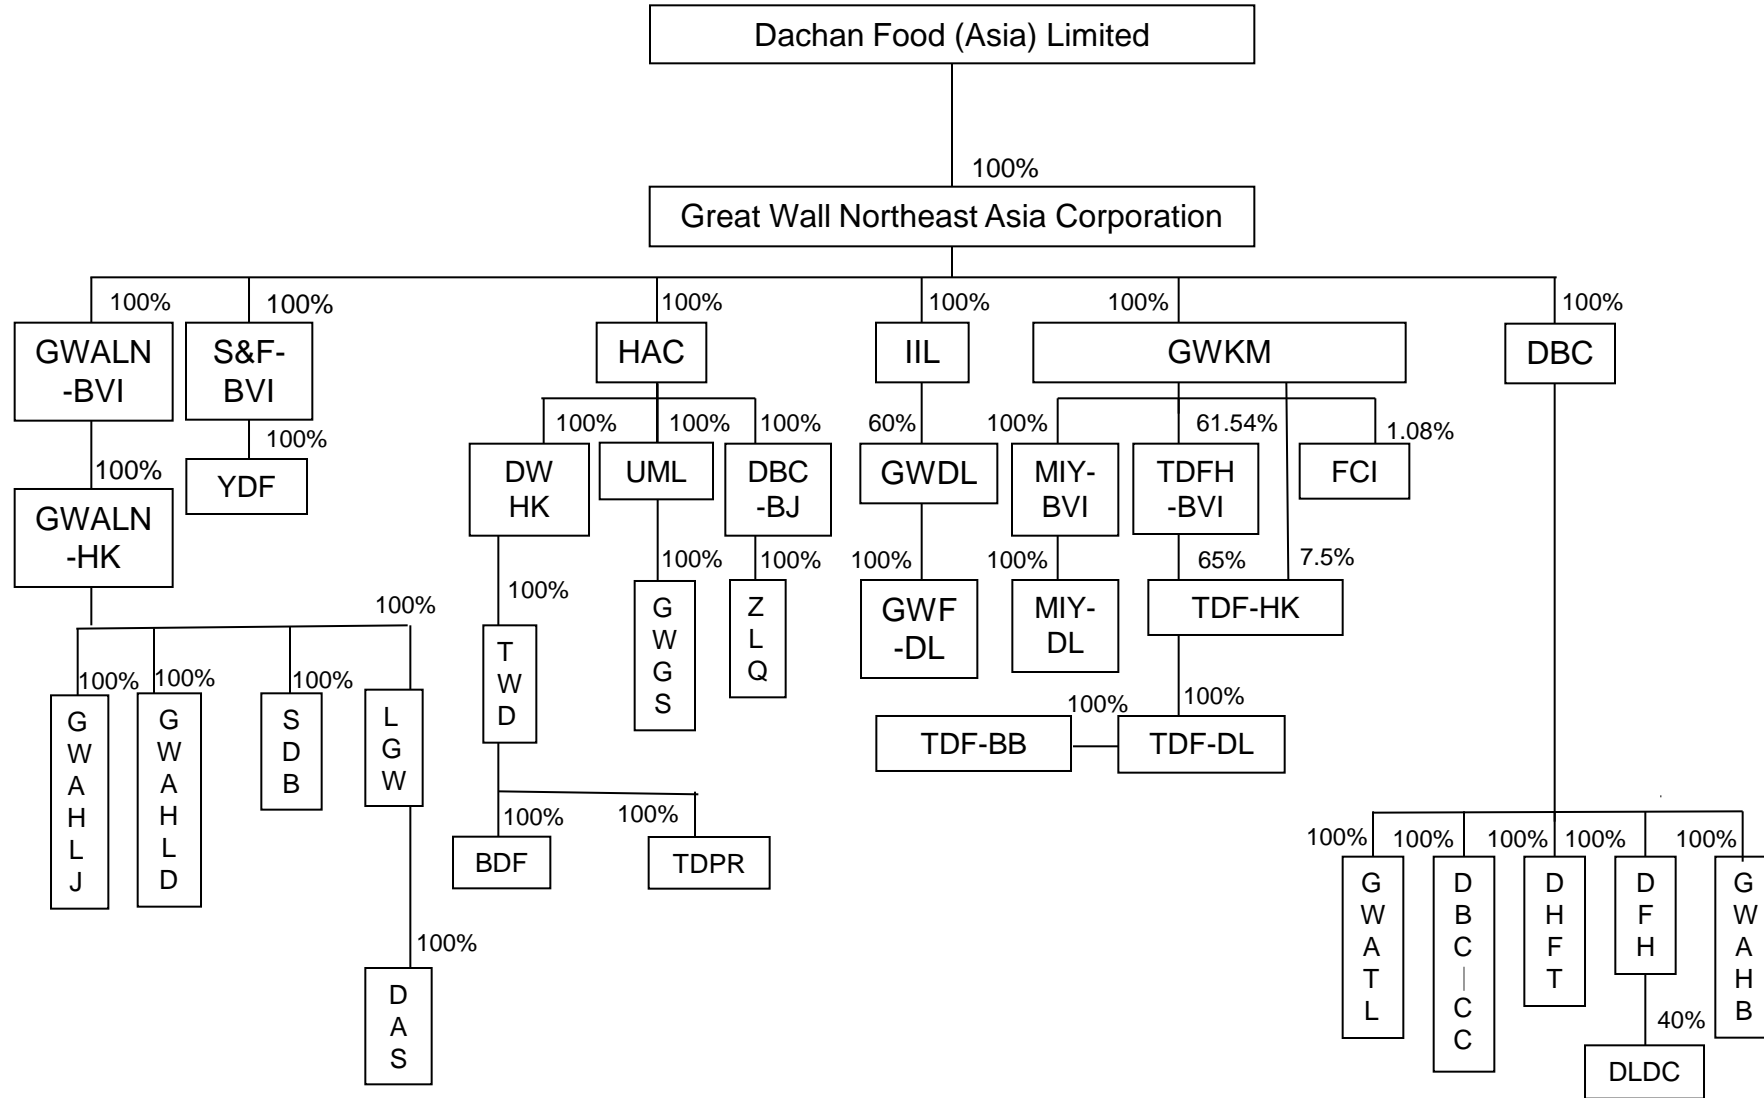 Dachan Food (Asia) Limited
100%
Great Wall Northeast Asia Corporation
100%
100%
100%
100%
100%
100%
GWALN
-BVI
S&F-
BVI
HAC
IIL
GWKM
DBC
100%
100%
100%
100%
100%
60%
100%
61.54%
1.08%
GWALN
-HK
YDF
DW
HK
UML
DBC
-BJ
GWDL
MIY-
BVI
TDFH
-BVI
FCI
100%
100%
100%
100%
100%
65%
7.5%
100%
T
W
D
G
W
G
S
Z
L
Q
GWF
-DL
MIY-
DL
TDF-HK
100%
100%
100%
100%
G
W
A
H
L
J
G
W
A
H
L
D
S
D
B
L
G
W
100%
100%
TDF-BB
TDF-DL
100%
100%
BDF
TDPR
100%
D
A
S
100%
100%
100%
100%
100%
G
W
A
T
L
D
B
C
|
C
C
D
H
F
T
D
F
H
G
W
A
H
B
40%
DLDC